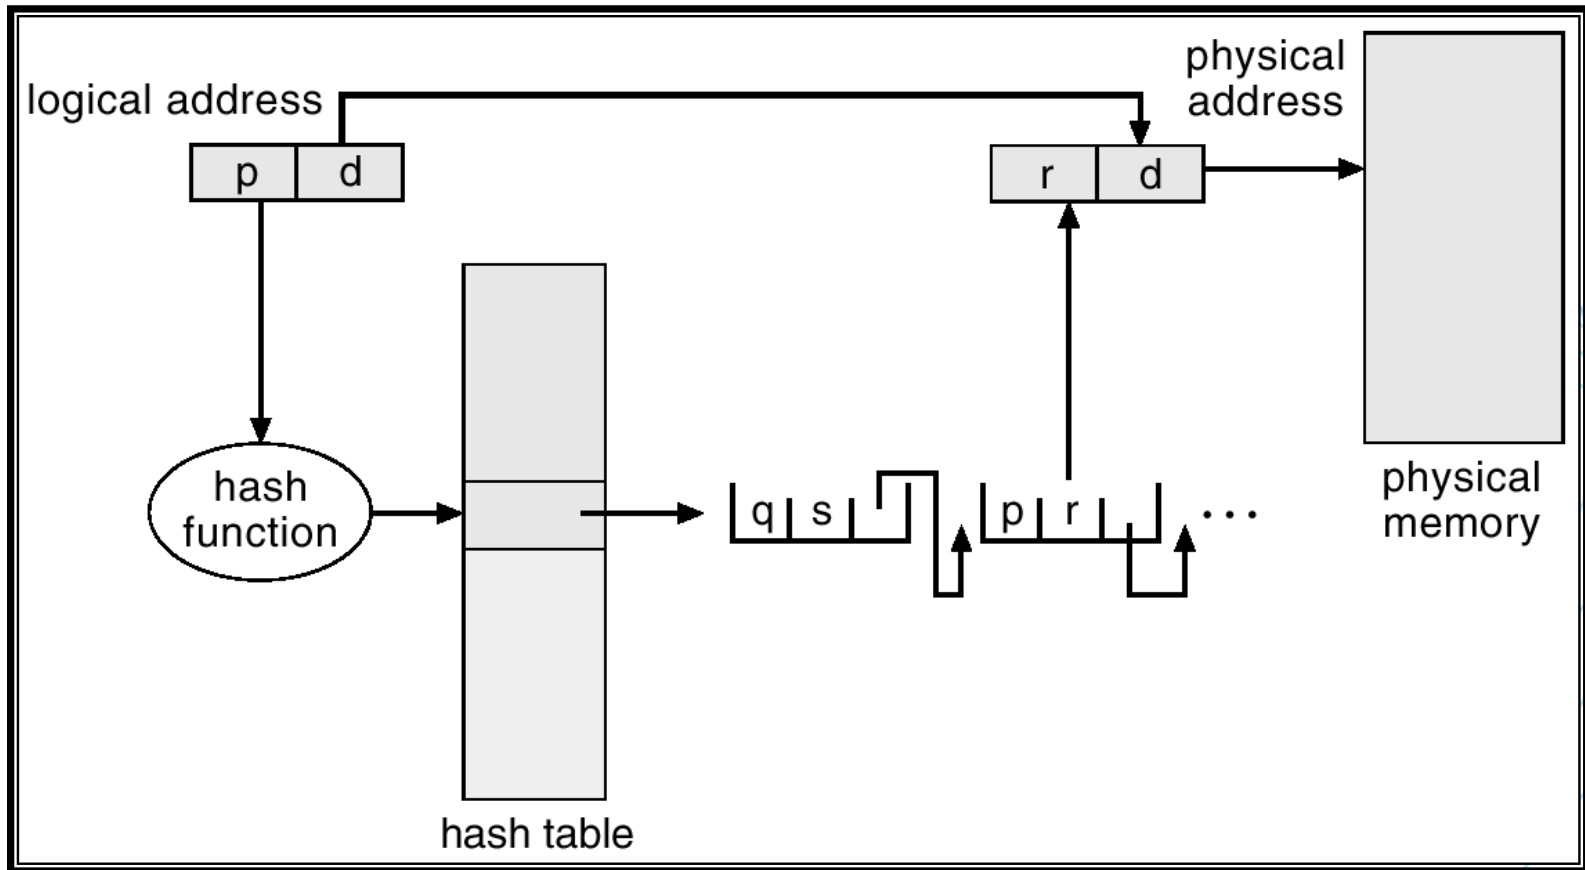 logical address
p d
physical
address
r d
hash
function
q s
p r
...
physical
memory
hash table